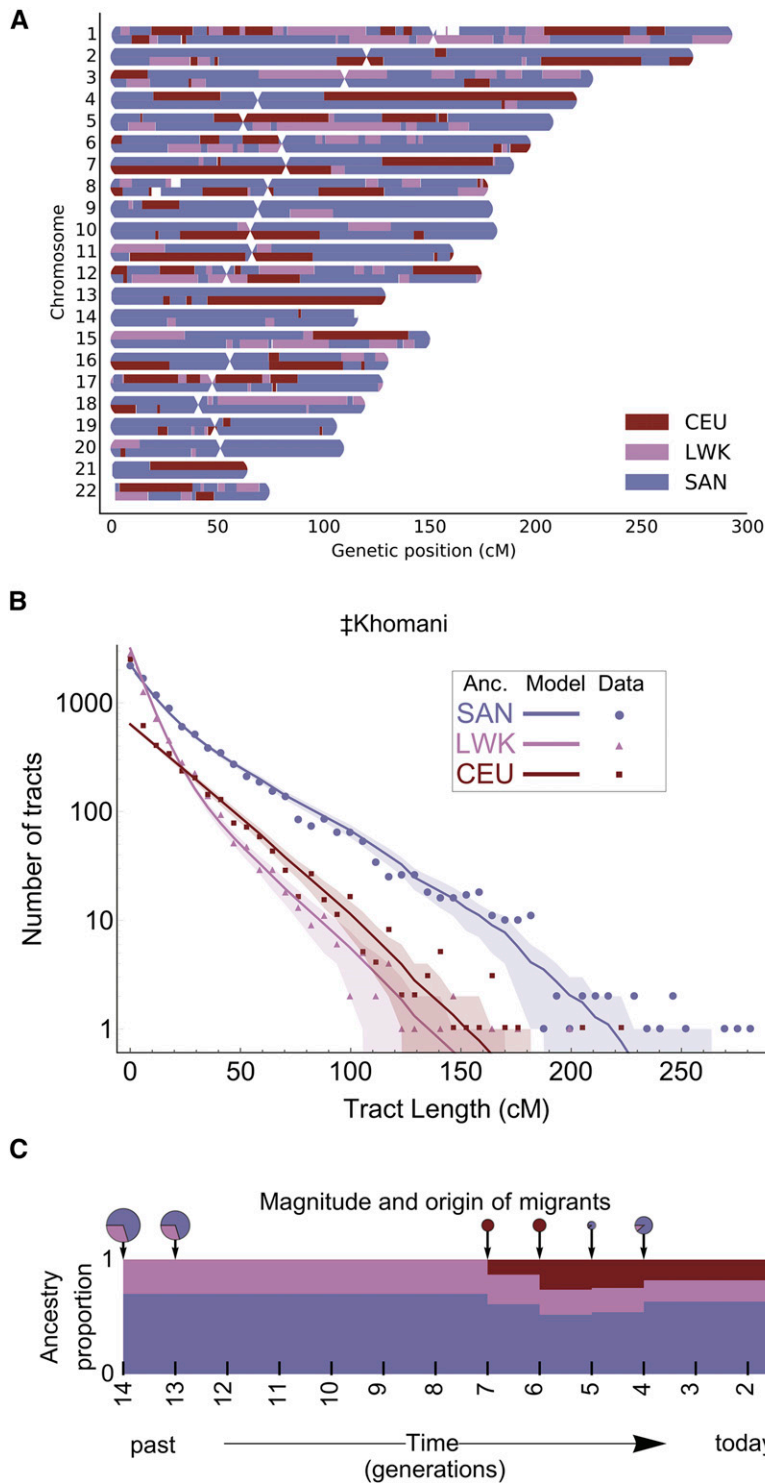 A
1
2
3
4
5
6
7
8
9
10
11
12
13
14
15
16
17
18
19
20
21
22
Chromosome
CEU
LWK
SAN
0 50 100 150 200 250 300
Genetic position (cM)
B
‡Khomani
Anc. Model Data
SAN
LWK
CEU
1000
100
10
1
Number of tracts
0 50 100 150 200 250
Tract Length (cM)
C
Magnitude and origin of migrants
1
0
Ancestry
proportion
14 13 12 11 10 9 8 7 6 5 4 3 2
past Time today
(generations)